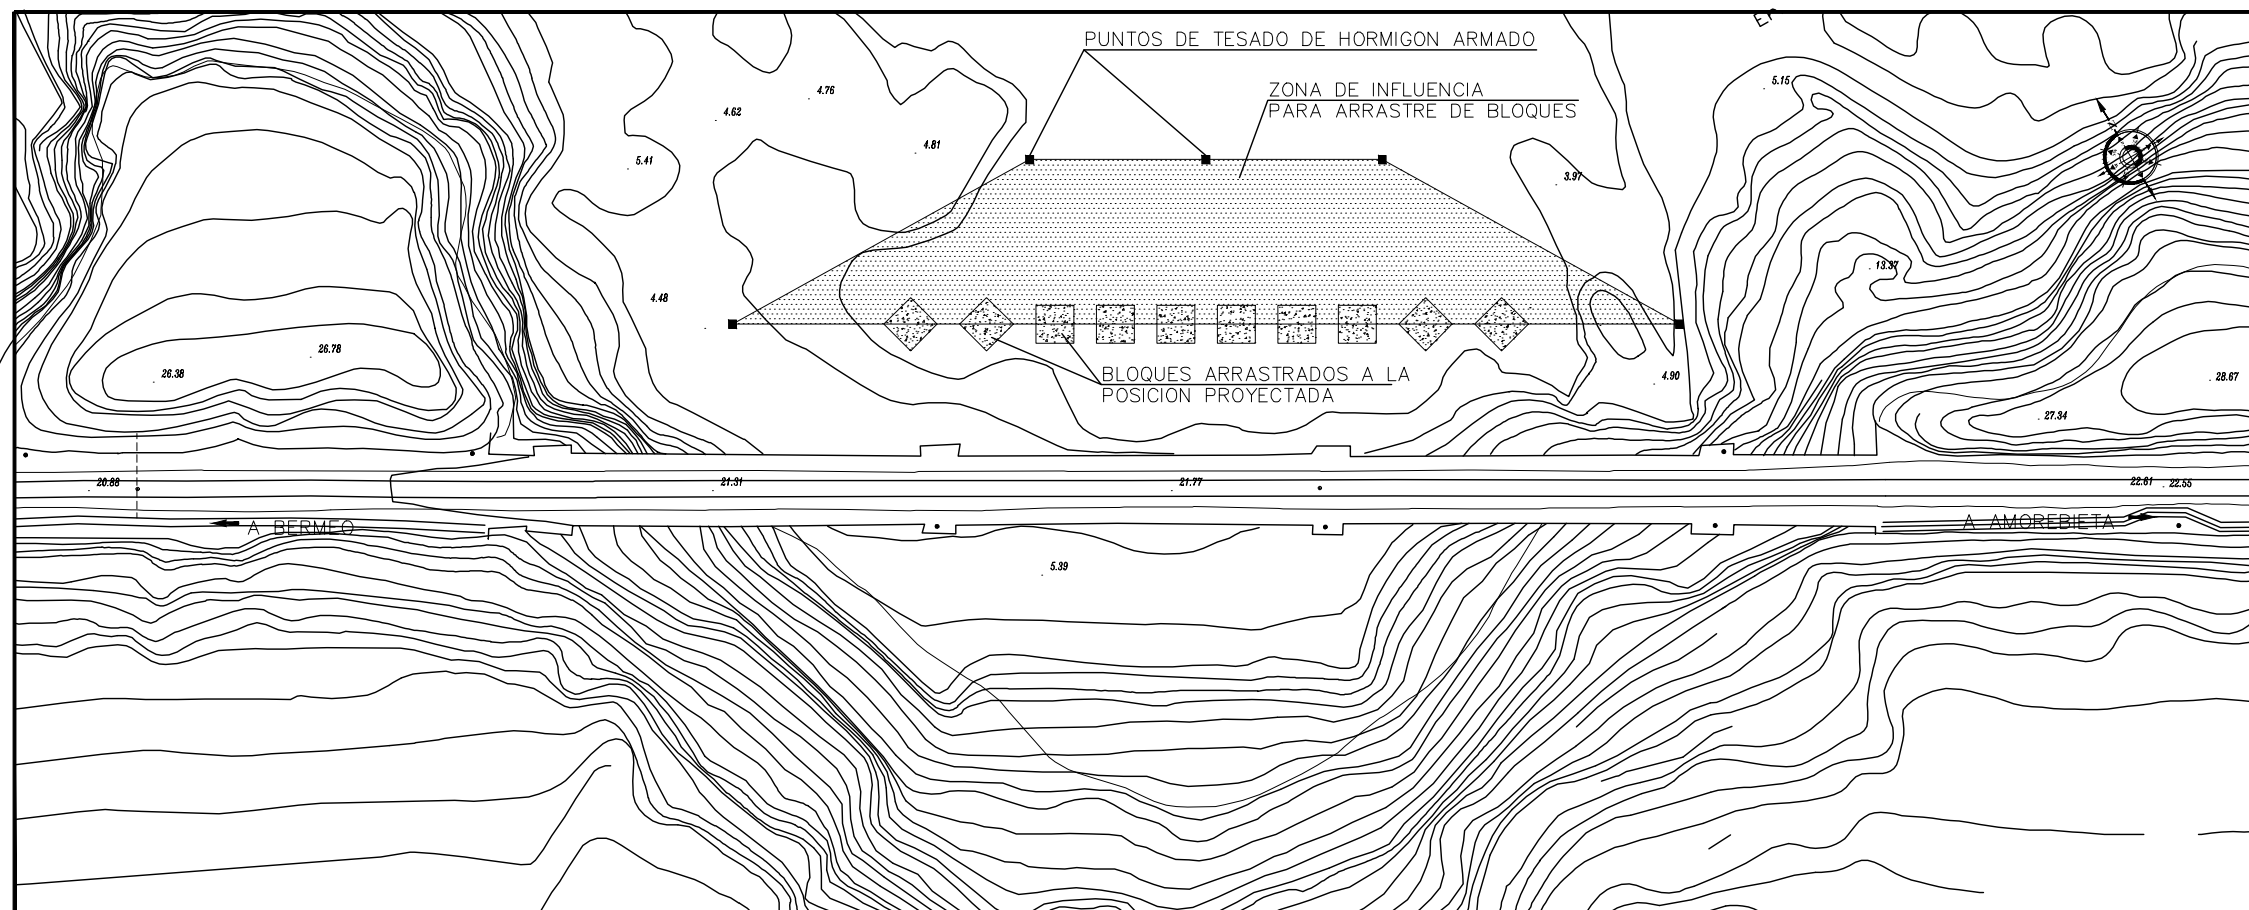 PUNTOS DE TESADO DE HORMIGON ARMADO
ZONA DE INFLUENCIA
PARA ARRASTRE DE BLOQUES
5.15
4.76
4.62
4.81
5.41
3.97
13.37
4.48
26.78
26.38
BLOQUES ARRASTRADOS A LA
POSICION PROYECTADA
4.90
28.67
27.34
20.88
21.31
21.77
22.61
22.55
A BERMEO
A AMOREBIETA
5.39